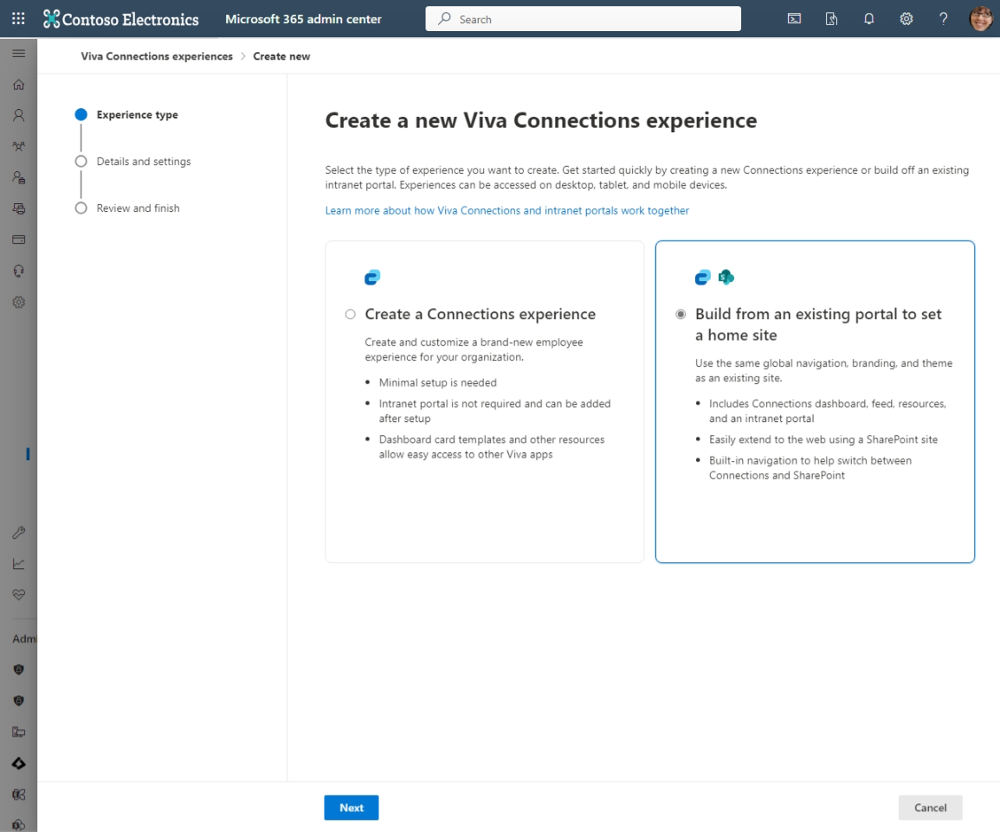 Contoso Electronics
Microsoft 365 admin center
Search
Viva Connections experiences > Create new
Experience type
Details and settings
Review and finish
Create a new Viva Connections experience
Select the type of experience you want to create. Get started quickly by creating a new Connections experience or build off an existing
intranet portal. Experiences can be accessed on desktop, tablet, and mobile devices.
Learn more about how Viva Connections and intranet portals work together
Create a Connections experience
Create and customize a brand-new employee
experience for your organization.
• Minimal setup is needed
• Intranet portal is not required and can be added
after setup
• Dashboard card templates and other resources
allow easy access to other Viva apps
Build from an existing portal to set
a home site
Use the same global navigation, branding, and theme
as an existing site.
• Includes Connections dashboard, feed, resources,
and an intranet portal
• Easily extend to the web using a SharePoint site
• Built-in navigation to help switch between
Connections and SharePoint
Admi
Next
Cancel